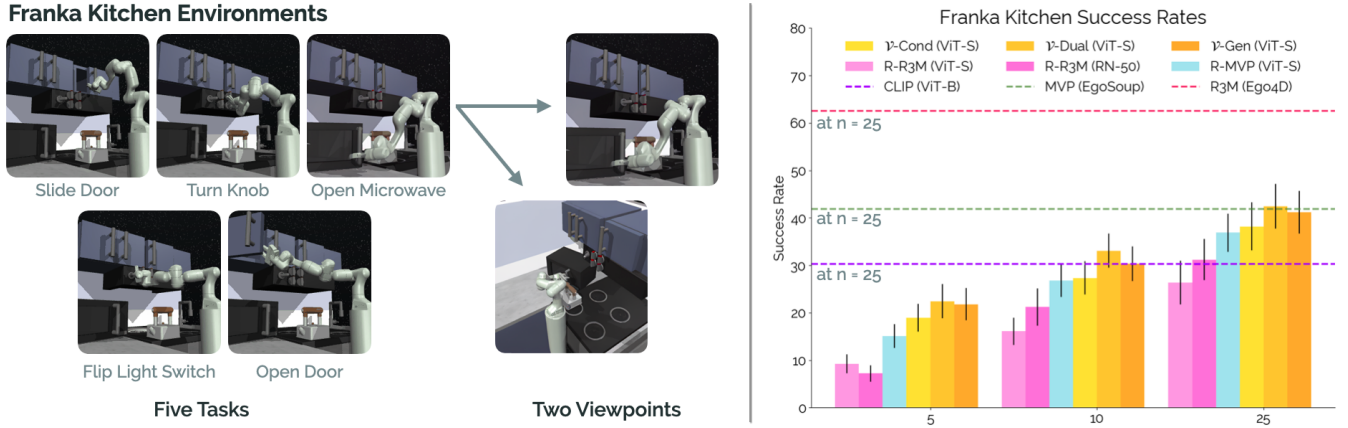 Franka Kitchen Environments
Slide Door
Turn Knob
Open Microwave
Flip Light Switch
Open Door
Five Tasks
Two Viewpoints
Franka Kitchen Success Rates
𝒱-Cond (ViT-S)
𝒱-Dual (ViT-S)
𝒱-Gen (ViT-S)
R-R3M (ViT-S)
R-R3M (RN-50)
R-MVP (ViT-S)
CLIP (ViT-B)
MVP (EgoSoup)
R3M (Ego4D)
Success Rate
80
70
60
50
40
30
20
10
0
at n = 25
at n = 25
at n = 25
5
10
25